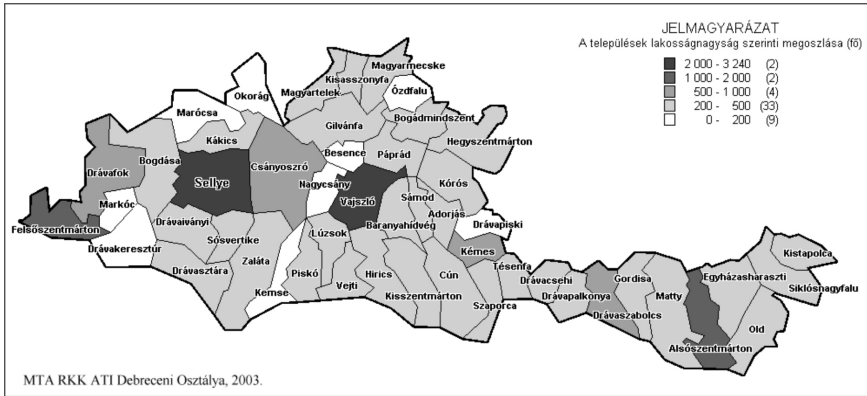 JELMAGYARÁZAT
A települések lakosságnagyság szerinti megoszlása (fő)
2 000 - 3 240 (2)
1 000 - 2 000 (2)
500 - 1 000 (4)
200 - 500 (33)
0 - 200 (9)
Magyarmecske
Kisasszonyfa
Okorág
Magyartelek
Ózdfalu
Marócsa
Bogádmindszent
Gilvánfa
Kákics
Hegyszentmárton
Besence
Bogdása
Csányoszró
Páprád
Drávafok
Sellye
Nagycsány
Kórós
Vajszló
Sámod
Markóc
Adorjás
Drávaiványi
Drávapiski
Felsőszentmárton
Lúzsok
Baranyahídvég
Sósvertike
Drávakeresztúr
Kémes
Kistapolca
Zaláta
Tésenfa
Drávasztára
Piskó
Hirics
Cún
Gordisa
Egyházasharaszti
Vejti
Drávacsehi
Siklósnagyfalu
Kemse
Kisszentmárton
Drávapalkonya
Matty
Szaporca
Drávaszabolcs
Old
Alsószentmárton
MTA RKK ATI Debreceni Osztálya, 2003.